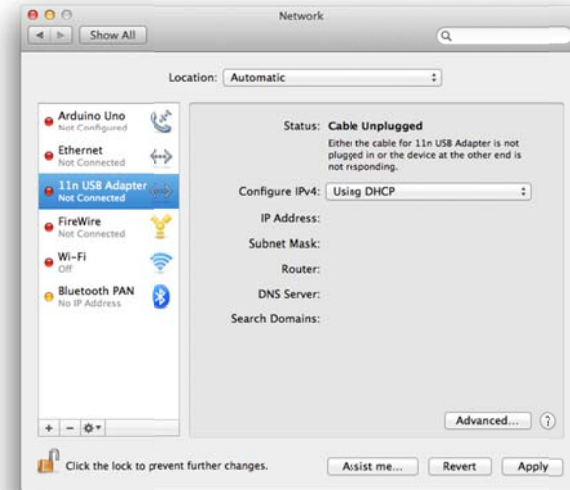 Network
Show All
Location: Automatic
Arduino Uno
Not Configured
Ethernet
Not Connected
11n USB Adapter
Not Connected
FireWire
Not Connected
Wi-Fi
Off
Bluetooth PAN
No IP Address
Status: Cable Unplugged
Either the cable for 11n USB Adapter is not
plugged in or the device at the other end is
not responding.
Configure IPv4: Using DHCP
IP Address:
Subnet Mask:
Router:
DNS Server:
Search Domains:
Advanced... ?
Click the lock to prevent further changes.
Assist me... Revert Apply